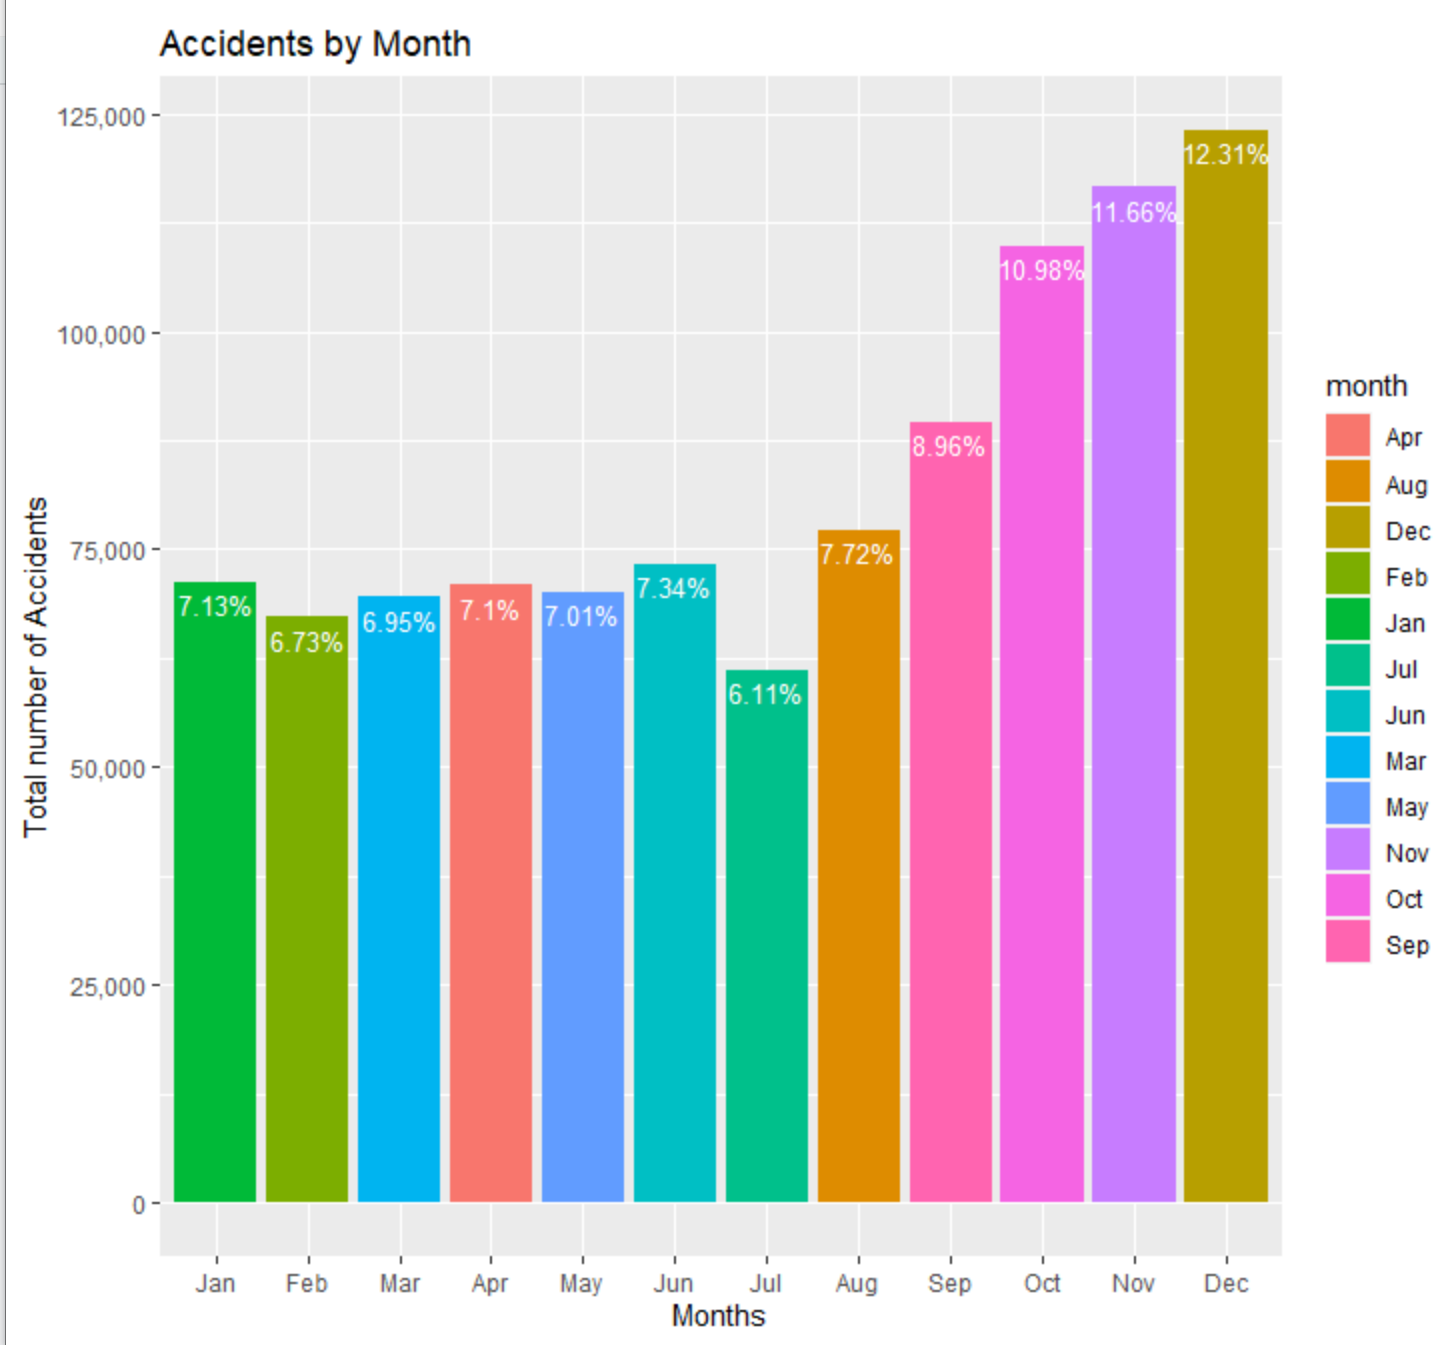 Accidents by Month
125,000
100,000
75,000
50,000
25,000
0
Total number of Accidents
7.13%
6.73%
6.95%
7.1%
7.01%
7.34%
6.11%
7.72%
8.96%
10.98%
11.66%
12.31%
Jan Feb Mar Apr May Jun Jul Aug Sep Oct Nov Dec
Months
month
Apr
Aug
Dec
Feb
Jan
Jul
Jun
Mar
May
Nov
Oct
Sep